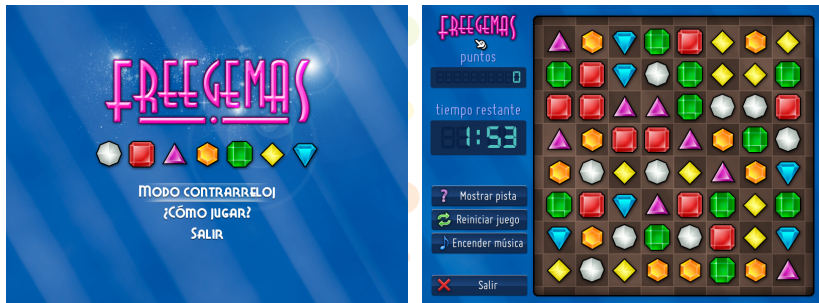 FREEGEMAS
MODO CONTRARRELOJ
¿CÓMO JUGAR?
SALIR
FREEGEMAS
puntos
0
tiempo restante
1:53
? Mostrar pista
Reiniciar juego
Encender música
Salir